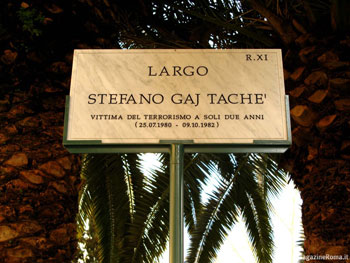 R.XI
LARGO
STEFANO GAJ TACHE'
VITTIMA DEL TERRORISMO A SOLI DUE ANNI
(25.07.1980 - 09.10.1982)
MagazineRoma.it